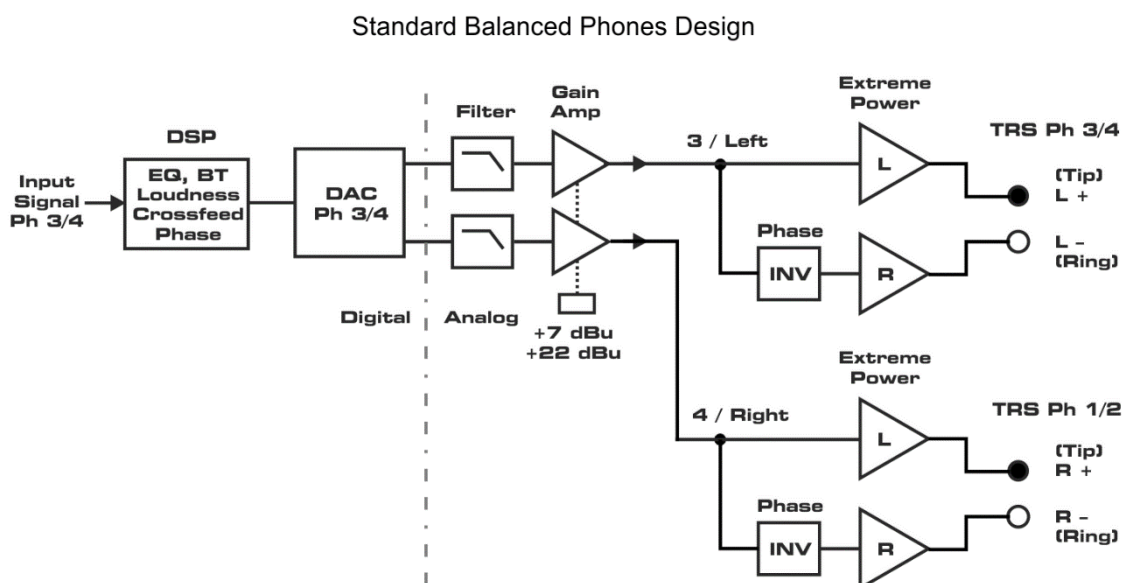 Standard Balanced Phones Design
DSP
Input
Signal
Ph 3/4
EQ, BT
Loudness
Crossfeed
Phase
DAC
Ph 3/4
Digital
Analog
Filter
Gain
Amp
+7 dBu
+22 dBu
3 / Left
Extreme
Power
L
Phase
INV
R
TRS Ph 3/4
(Tip)
L +
L -
(Ring)
4 / Right
Extreme
Power
L
Phase
INV
R
TRS Ph 1/2
(Tip)
R +
R -
(Ring)